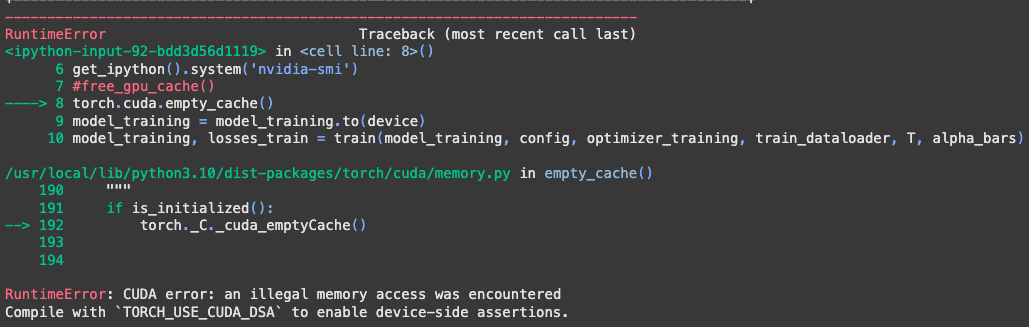 ---------------------------------------------------------------------------
RuntimeError                              Traceback (most recent call last)
<ipython-input-92-bdd3d56d1119> in <cell line: 8>()
      6 get_ipython().system('nvidia-smi')
      7 #free_gpu_cache()
----> 8 torch.cuda.empty_cache()
      9 model_training = model_training.to(device)
     10 model_training, losses_train = train(model_training, config, optimizer_training, train_dataloader, T, alpha_bars)
/usr/local/lib/python3.10/dist-packages/torch/cuda/memory.py in empty_cache()
    190     """
    191     if is_initialized():
--> 192         torch._C._cuda_emptyCache()
    193
    194
RuntimeError: CUDA error: an illegal memory access was encountered
Compile with `TORCH_USE_CUDA_DSA` to enable device-side assertions.